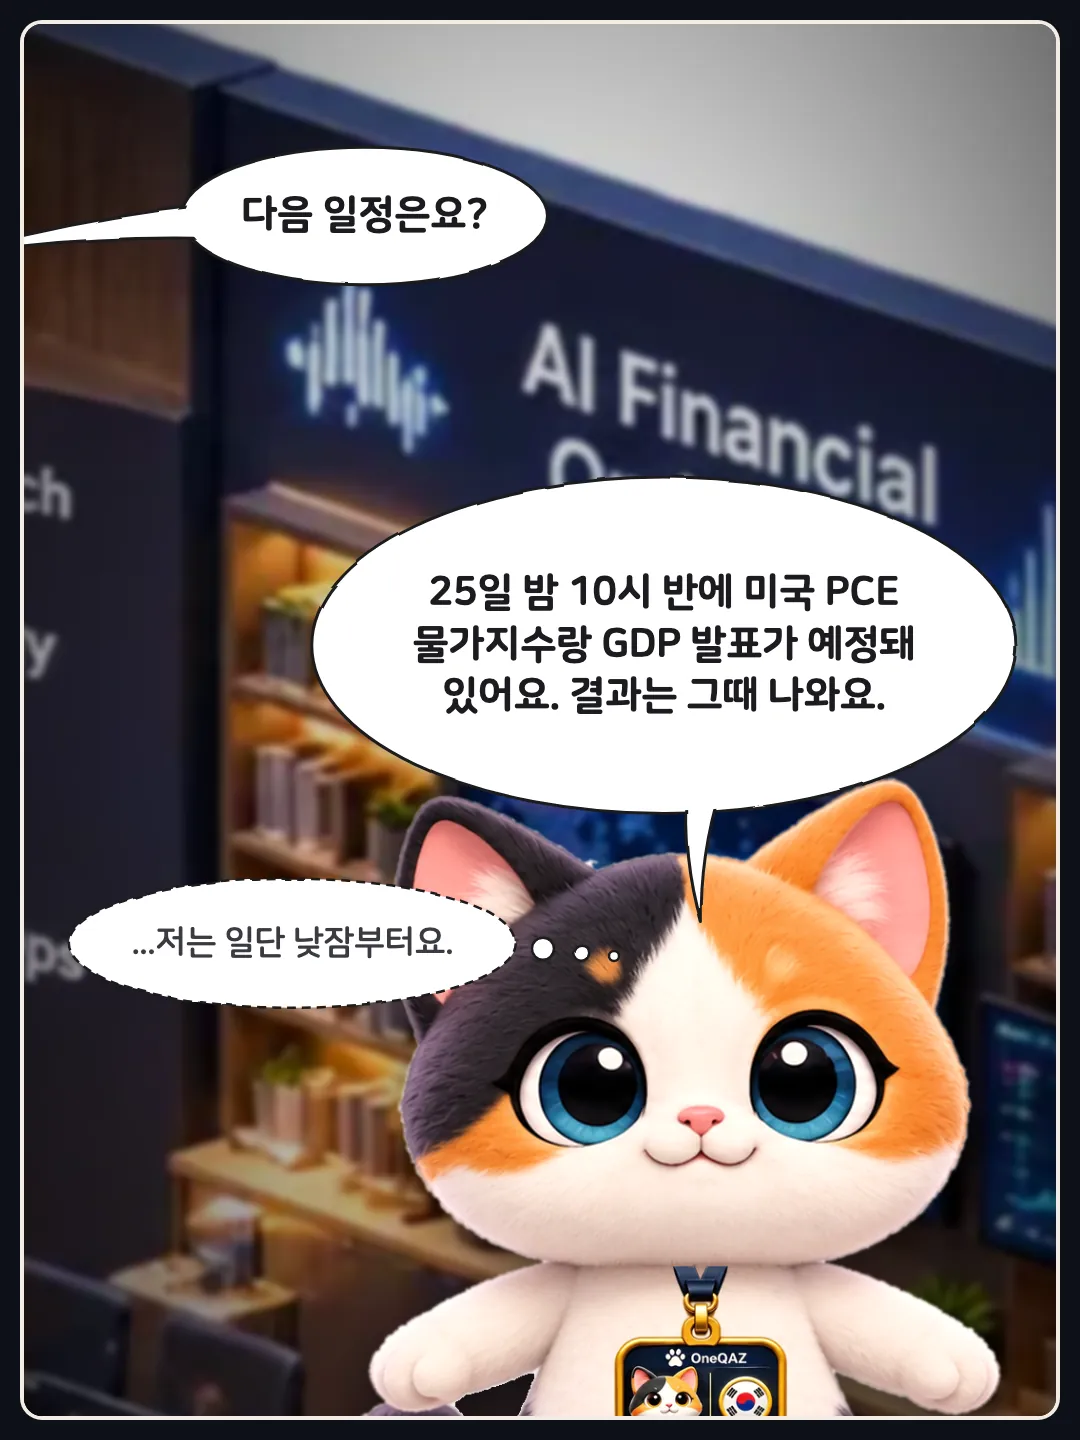 다음 일정은요?
AI Financial
25일 밤 10시 반에 미국 PCE
물가지수랑 GDP 발표가 예정돼
있어요. 결과는 그때 나와요.
...저는 일단 낮잠부터요.
OneQAZ